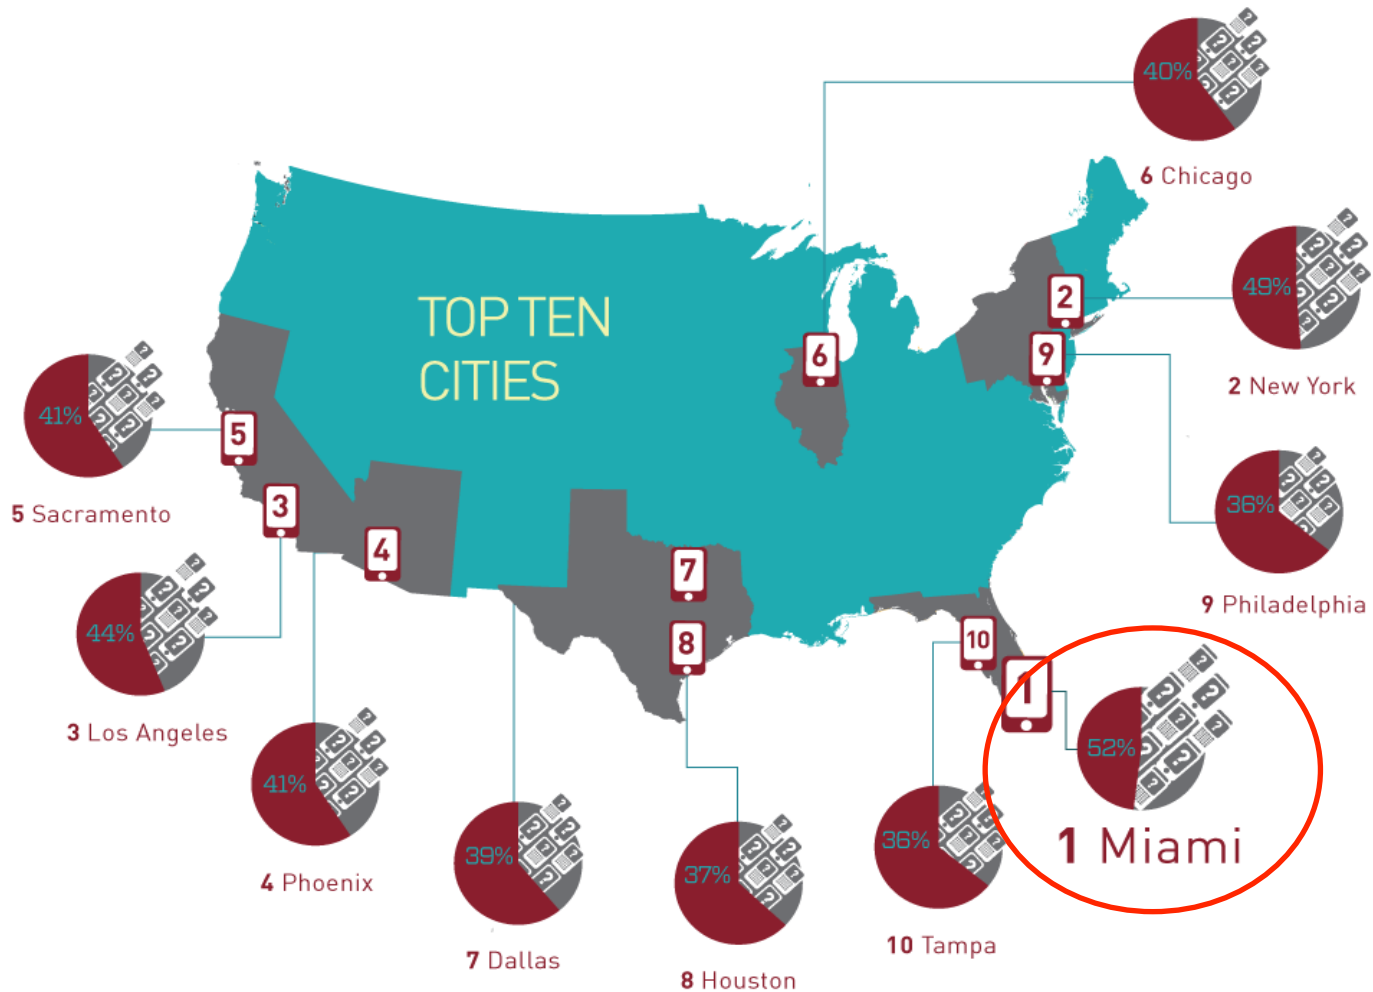 40%
6 Chicago
TOP TEN
CITIES
2
49%
2 New York
6
9
41%
5
5 Sacramento
3
4
36%
9 Philadelphia
7
8
10
1
44%
3 Los Angeles
52%
1 Miami
41%
4 Phoenix
39%
7 Dallas
37%
8 Houston
36%
10 Tampa